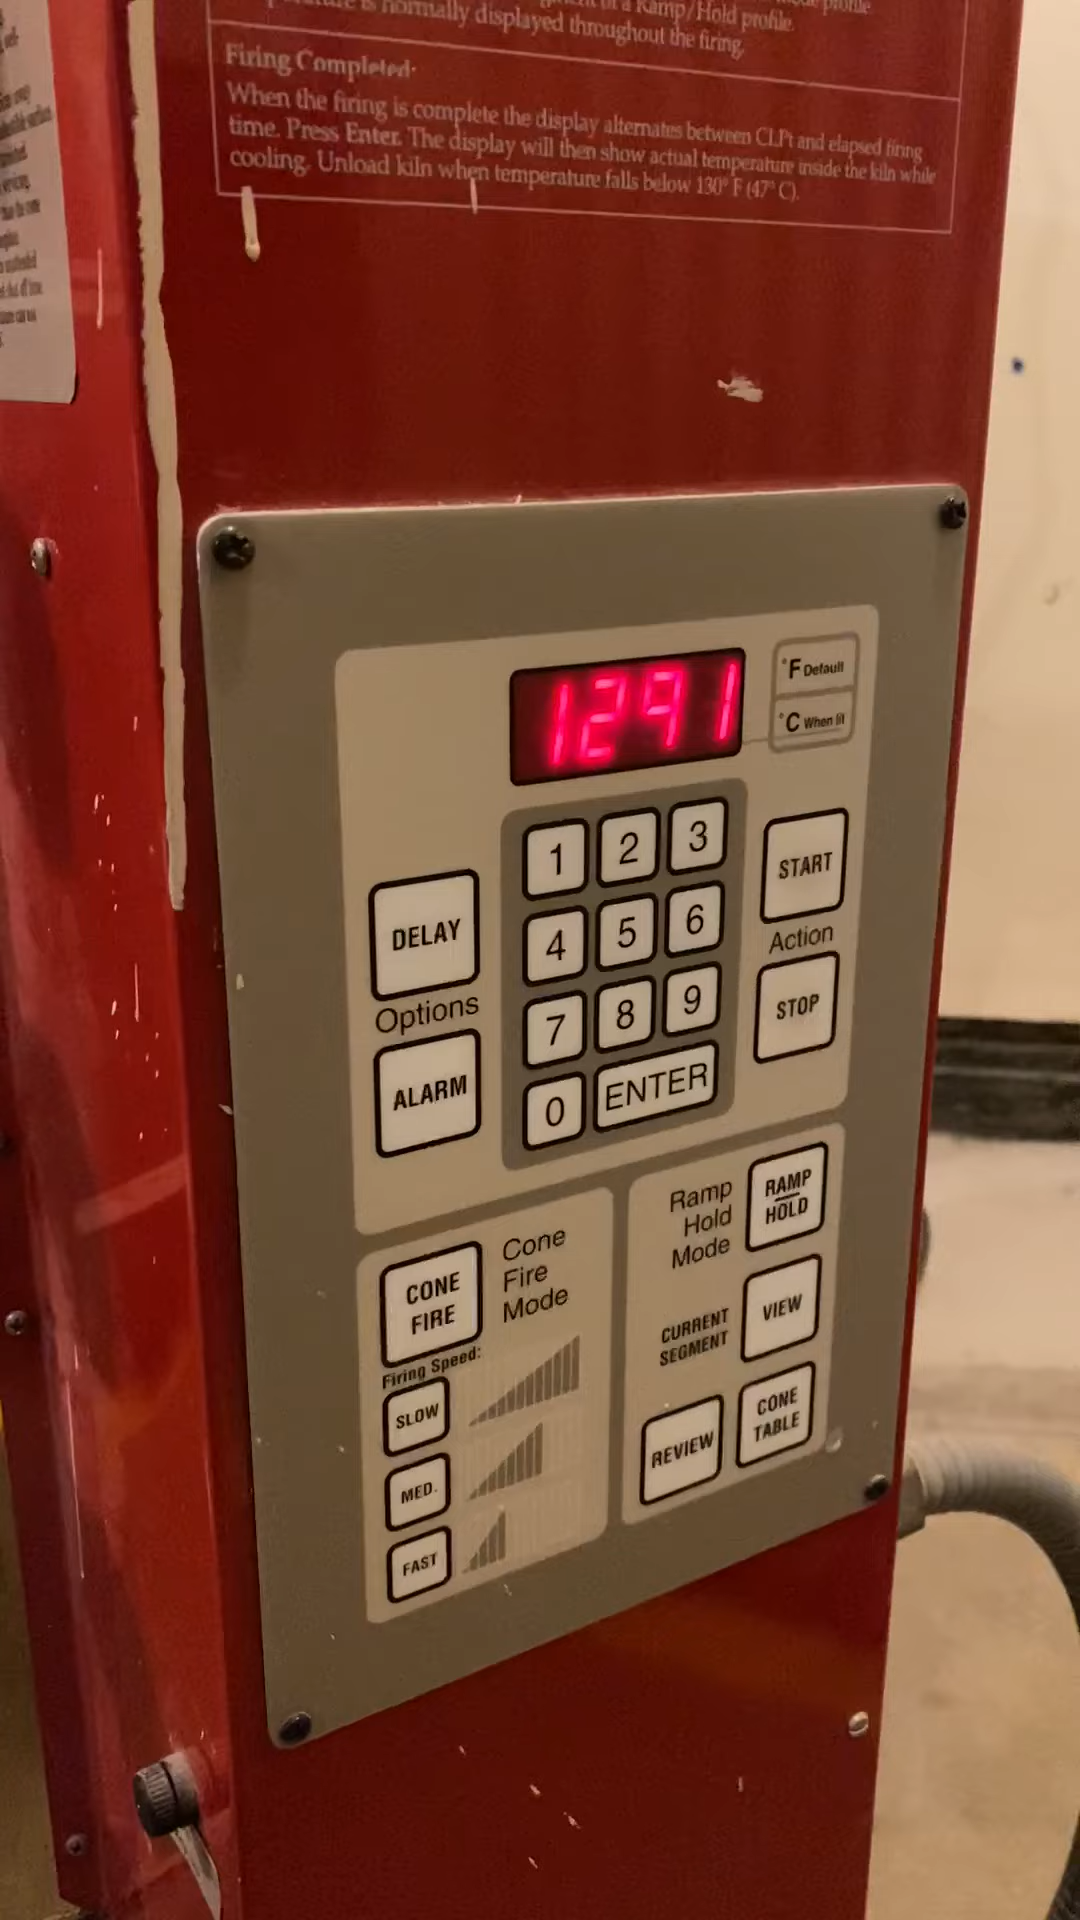 of a Ramp/Hold profile.
is normally displayed throughout the firing.
Firing Completed:
When the firing is complete the display alternates between CLPt and elapsed firing
time. Press Enter. The display will then show actual temperature inside the kiln while
cooling. Unload kiln when temperature falls below 130° F (47° C).
1291
°F Default
°C When lit
1 2 3
4 5 6
7 8 9
0 ENTER
DELAY
Options
ALARM
START
Action
STOP
CONE
FIRE
Cone
Fire
Mode
Firing Speed:
SLOW
MED.
FAST
Ramp
Hold
Mode
RAMP
HOLD
CURRENT
SEGMENT
VIEW
REVIEW
CONE
TABLE